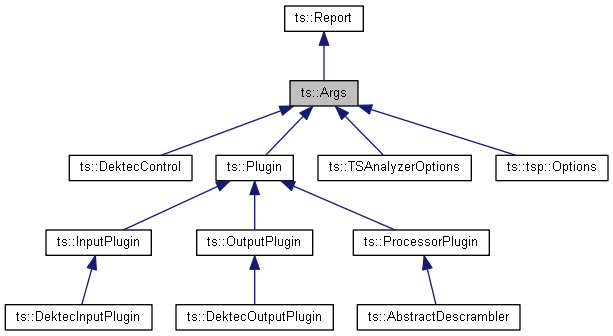 ts::Report
ts::Args
ts::DektecControl
ts::Plugin
ts::TSAnalyzerOptions
ts::tsp::Options
ts::InputPlugin
ts::OutputPlugin
ts::ProcessorPlugin
ts::DektecInputPlugin
ts::DektecOutputPlugin
ts::AbstractDescrambler